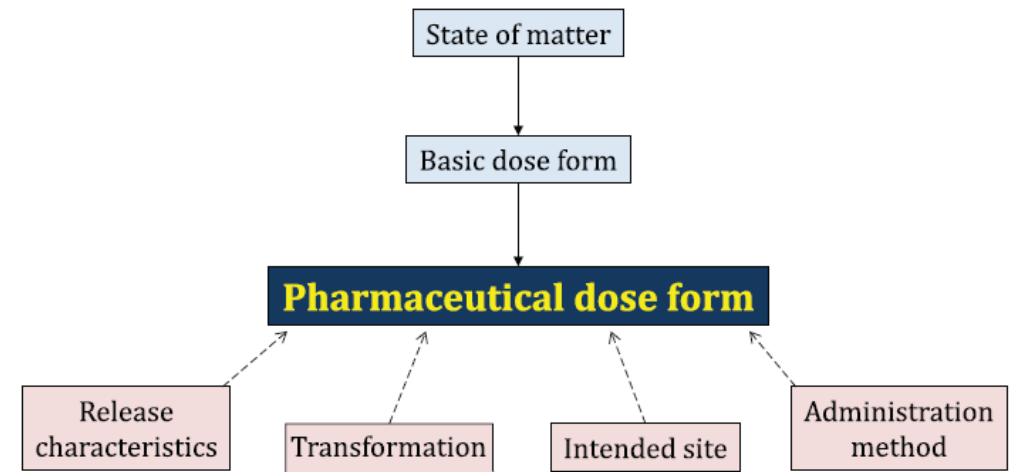 State of matter
Basic dose form
Pharmaceutical dose form
Release
characteristics
Transformation
Intended site
Administration
method